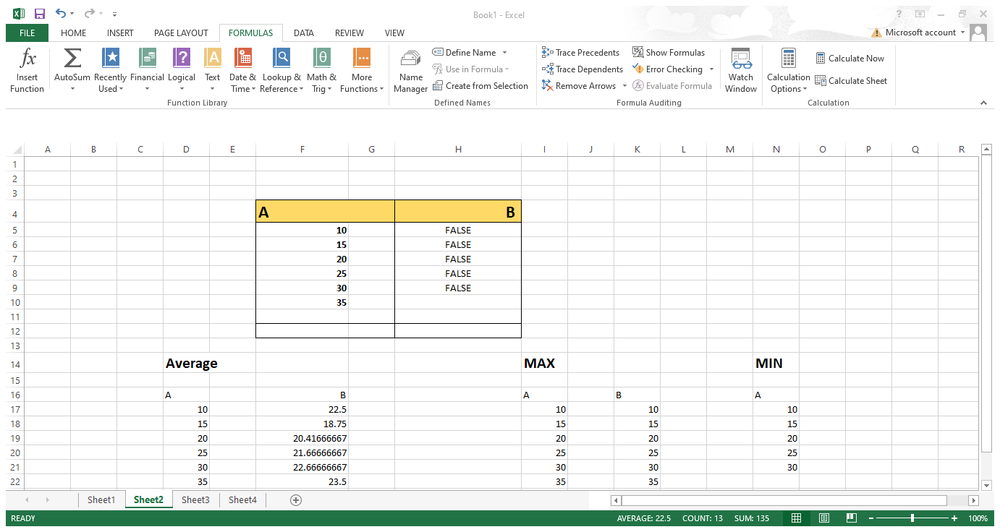 Book1 - Excel
?
FILE HOME INSERT PAGE LAYOUT FORMULAS DATA REVIEW VIEW Microsoft account
Insert Function AutoSum Recently Used Financial Logical Text Date & Time Lookup & Reference Math & Trig More Functions
Function Library
Name Manager Define Name Use in Formula Create from Selection
Defined Names
Trace Precedents Show Formulas
Trace Dependents Error Checking
Remove Arrows Evaluate Formula
Formula Auditing
Watch Window
Calculation Options Calculate Now Calculate Sheet
Calculation
A B C D E F G H I J K L M N O P Q R
1
2
3
4 A B
5 10 FALSE
6 15 FALSE
7 20 FALSE
8 25 FALSE
9 30 FALSE
10 35
11
12
13
14 Average MAX MIN
15
16 A B A B A
17 10 22.5 10 10 10
18 15 18.75 15 15 15
19 20 20.41666667 20 20 20
20 25 21.66666667 25 25 25
21 30 22.66666667 30 30 30
22 35 23.5 35 35
Sheet1 Sheet2 Sheet3 Sheet4
READY AVERAGE: 22.5 COUNT: 13 SUM: 135 100%